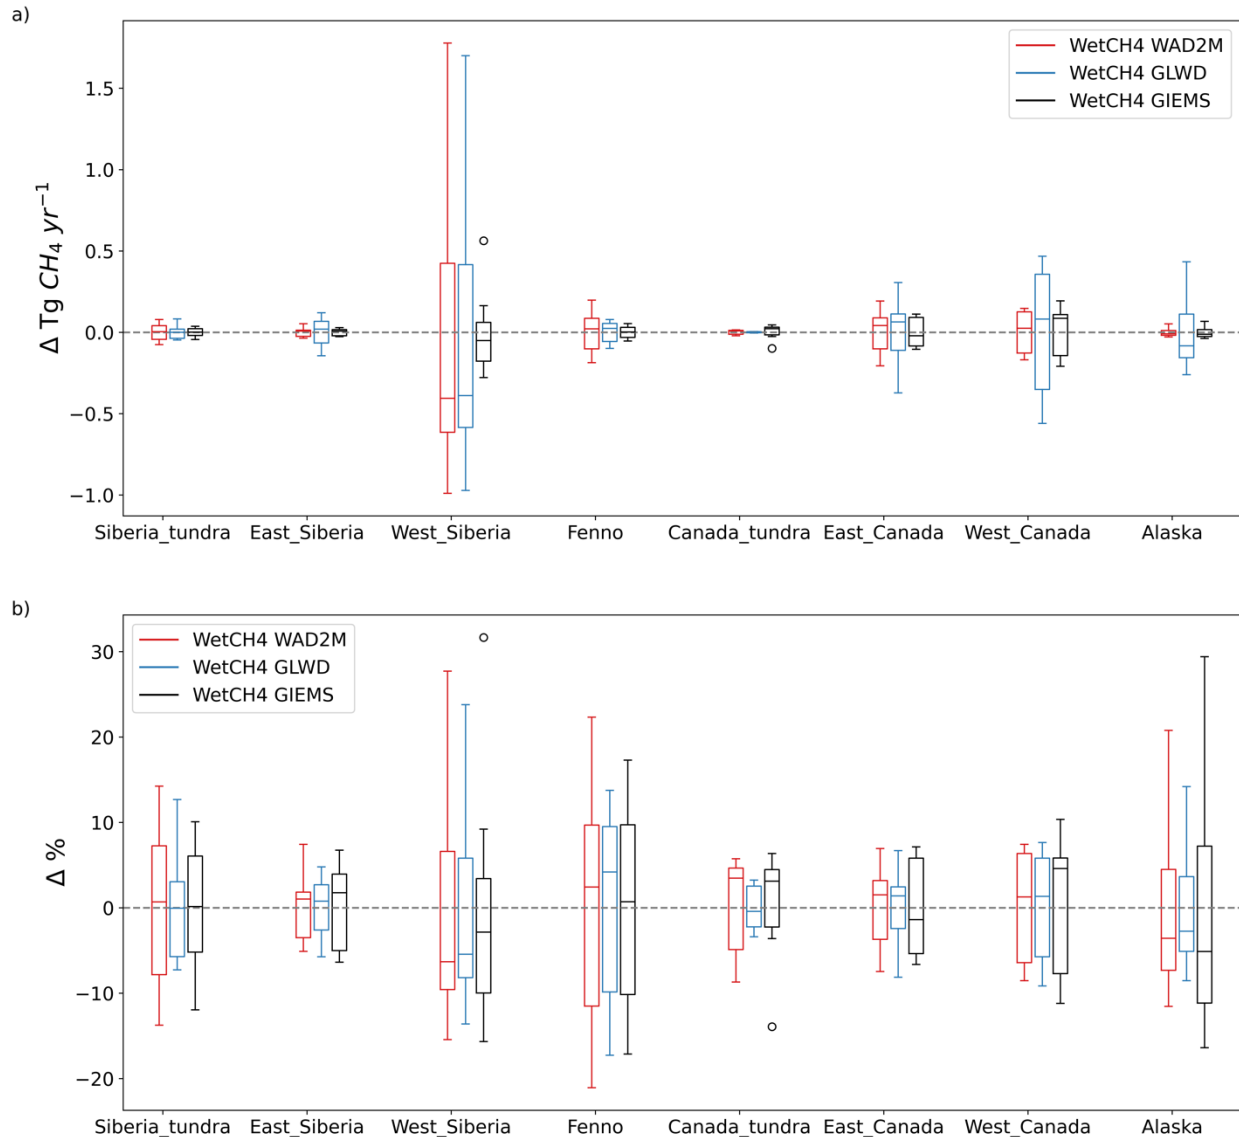 a)
WetCH4 WAD2M
WetCH4 GLWD
WetCH4 GIEMS
Δ Tg CH₄ yr⁻¹
1.5
1.0
0.5
0.0
−0.5
−1.0
Siberia_tundra East_Siberia West_Siberia Fenno Canada_tundra East_Canada West_Canada Alaska
b)
WetCH4 WAD2M
WetCH4 GLWD
WetCH4 GIEMS
Δ %
30
20
10
0
−10
−20
Siberia_tundra East_Siberia West_Siberia Fenno Canada_tundra East_Canada West_Canada Alaska